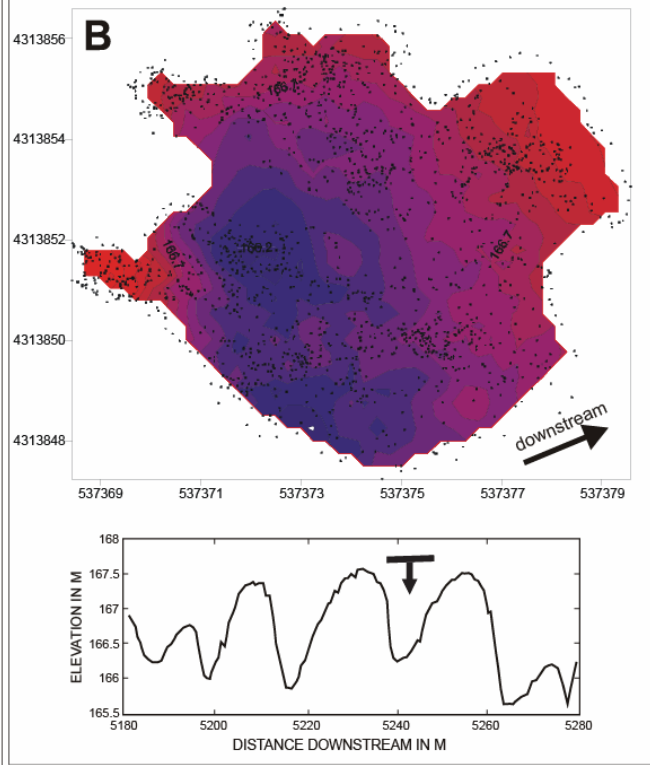 B
4313856
4313854
4313852
4313850
4313848
166.7
166.7
166.2
166.7
downstream
537369 537371 537373 537375 537377 537379
168
167.5
167
166.5
166
165.5
ELEVATION IN M
5180 5200 5220 5240 5260 5280
DISTANCE DOWNSTREAM IN M